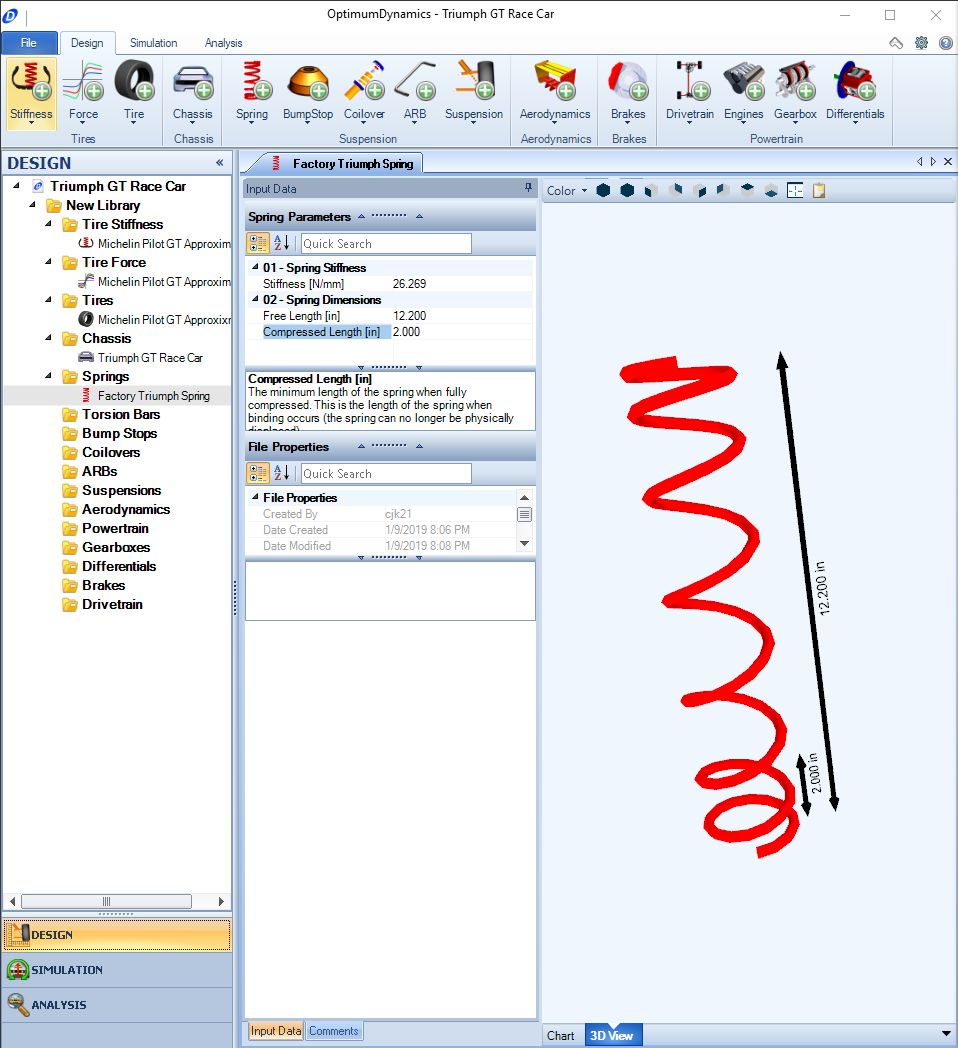 OptimumDynamics - Triumph GT Race Car
File Design Simulation Analysis
Stiffness Force Tire Chassis Spring BumpStop Coilover ARB Suspension Aerodynamics Brakes Drivetrain Engines Gearbox Differentials
Tires Chassis Suspension Aerodynamics Brakes Powertrain
DESIGN «
Triumph GT Race Car
New Library
Tire Stiffness
Michelin Pilot GT Approxim
Tire Force
Michelin Pilot GT Approxim
Tires
Michelin Pilot GT Approxixr
Chassis
Triumph GT Race Car
Springs
Factory Triumph Spring
Torsion Bars
Bump Stops
Coilovers
ARBs
Suspensions
Aerodynamics
Powertrain
Gearboxes
Differentials
Brakes
Drivetrain
DESIGN
SIMULATION
ANALYSIS
Factory Triumph Spring
Input Data
Spring Parameters
Quick Search
01 - Spring Stiffness
Stiffness [N/mm] 26.269
02 - Spring Dimensions
Free Length [in] 12.200
Compressed Length [in] 2.000
Compressed Length [in]
The minimum length of the spring when fully
compressed. This is the length of the spring when
binding occurs (the spring can no longer be physically
displaced)
File Properties
Quick Search
File Properties
Created By cjk21
Date Created 1/9/2019 8:06 PM
Date Modified 1/9/2019 8:08 PM
Input Data Comments
Color
12.200 in
2.000 in
Chart 3D View